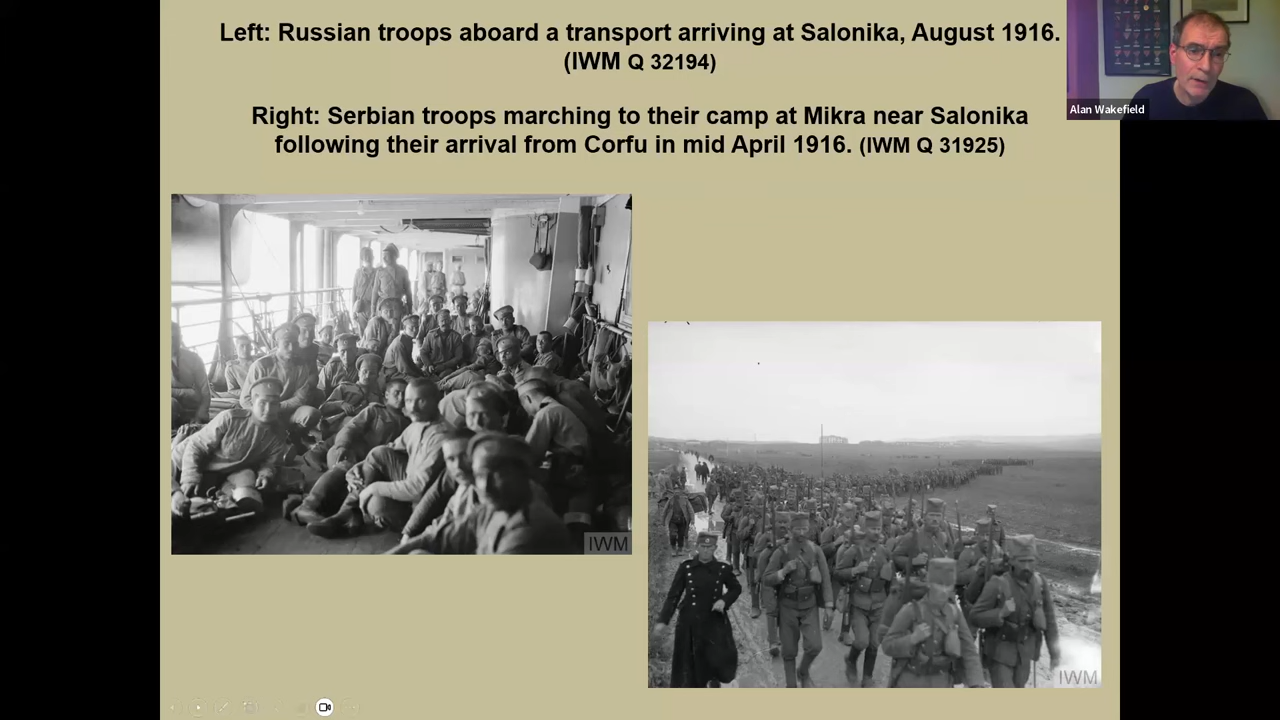 Left: Russian troops aboard a transport arriving at Salonika, August 1916.
(IWM Q 32194)
Right: Serbian troops marching to their camp at Mikra near Salonika
following their arrival from Corfu in mid April 1916. (IWM Q 31925)
Alan Wakefield
IWM
IWM